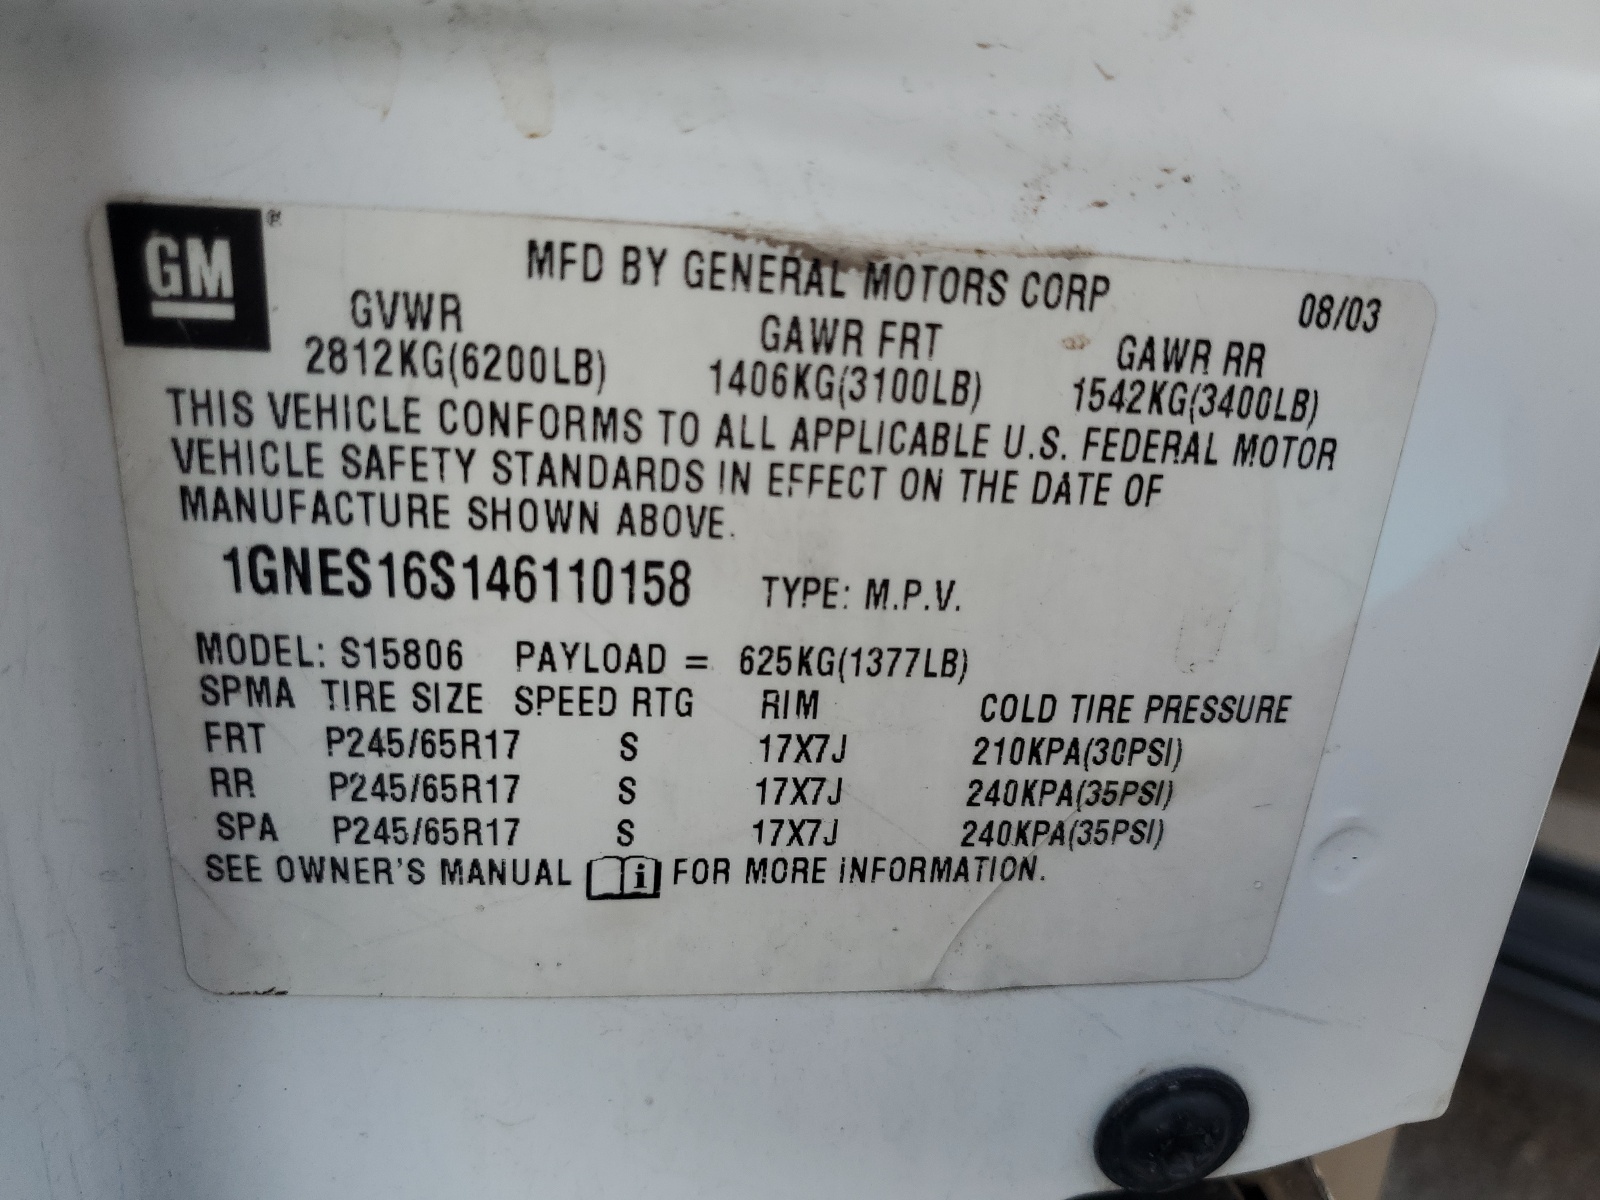 GM®
MFD BY GENERAL MOTORS CORP 08/03
GVWR GAWR FRT GAWR RR
2812KG(6200LB) 1406KG(3100LB) 1542KG(3400LB)
THIS VEHICLE CONFORMS TO ALL APPLICABLE U.S. FEDERAL MOTOR
VEHICLE SAFETY STANDARDS IN EFFECT ON THE DATE OF
MANUFACTURE SHOWN ABOVE.
1GNES16S146110158 TYPE: M.P.V.
MODEL: S15806 PAYLOAD = 625KG(1377LB)
SPMA TIRE SIZE SPEED RTG RIM COLD TIRE PRESSURE
FRT P245/65R17 S 17X7J 210KPA(30PSI)
RR P245/65R17 S 17X7J 240KPA(35PSI)
SPA P245/65R17 S 17X7J 240KPA(35PSI)
SEE OWNER'S MANUAL i FOR MORE INFORMATION.